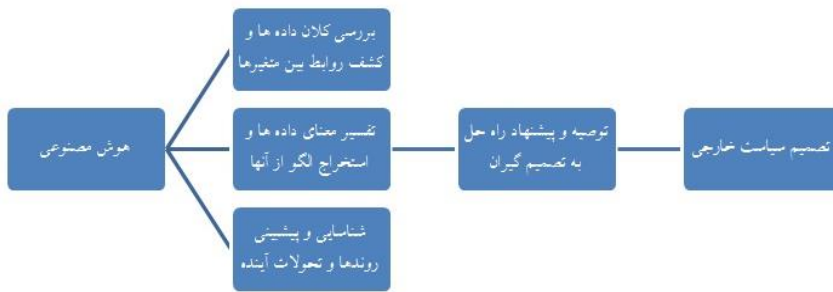 هوش مصنوعی
بررسی کلان داده ها و
کشف روابط بین متغیرها
تفسیر معنای داده ها و
استخراج الگو از آنها
شناسایی و پیشبینی
روندها و تحولات آینده
توصیه و پیشنهاد راه حل
به تصمیم گیران
تصمیم سیاست خارجی